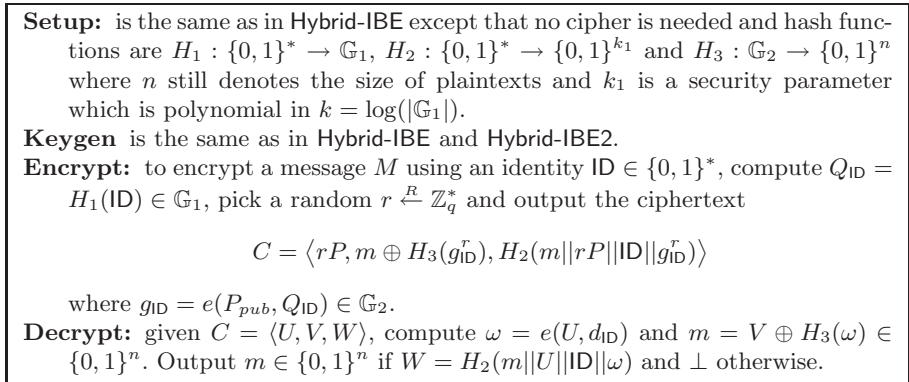 Setup: is the same as in Hybrid-IBE except that no cipher is needed and hash func-
tions are H₁ : {0, 1}* → 𝔾₁, H₂ : {0, 1}* → {0, 1}^{k₁} and H₃ : 𝔾₂ → {0, 1}ⁿ
where n still denotes the size of plaintexts and k₁ is a security parameter
which is polynomial in k = log(|𝔾₁|).
Keygen is the same as in Hybrid-IBE and Hybrid-IBE2.
Encrypt: to encrypt a message M using an identity ID ∈ {0, 1}*, compute Q_ID =
H₁(ID) ∈ 𝔾₁, pick a random r ←^R ℤ_q^* and output the ciphertext
C = ⟨rP, m ⊕ H₃(g_ID^r), H₂(m||rP||ID||g_ID^r)⟩
where g_ID = e(P_pub, Q_ID) ∈ 𝔾₂.
Decrypt: given C = ⟨U, V, W⟩, compute ω = e(U, d_ID) and m = V ⊕ H₃(ω) ∈
{0, 1}ⁿ. Output m ∈ {0, 1}ⁿ if W = H₂(m||U||ID||ω) and ⊥ otherwise.